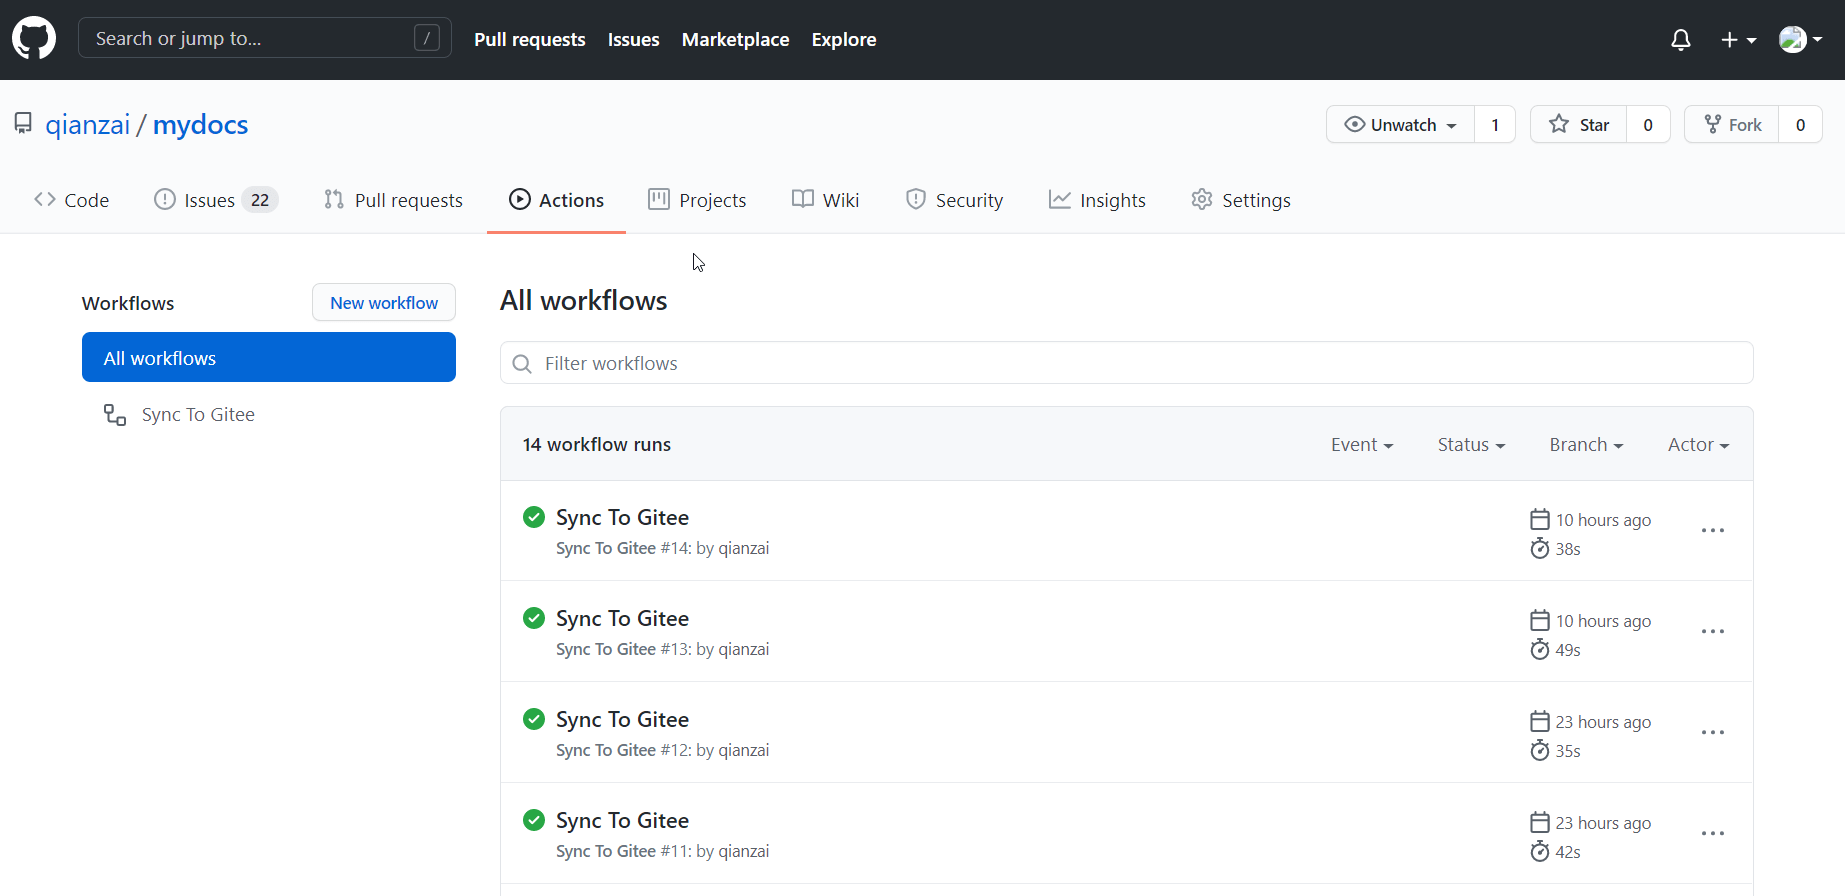 Search or jump to... /
Pull requests Issues Marketplace Explore
qianzai / mydocs
Unwatch 1 Star 0 Fork 0
Code Issues 22 Pull requests Actions Projects Wiki Security Insights Settings
Workflows New workflow
All workflows
Sync To Gitee
All workflows
Filter workflows
14 workflow runs Event Status Branch Actor
Sync To Gitee
Sync To Gitee #14: by qianzai
10 hours ago
38s
Sync To Gitee
Sync To Gitee #13: by qianzai
10 hours ago
49s
Sync To Gitee
Sync To Gitee #12: by qianzai
23 hours ago
35s
Sync To Gitee
Sync To Gitee #11: by qianzai
23 hours ago
42s